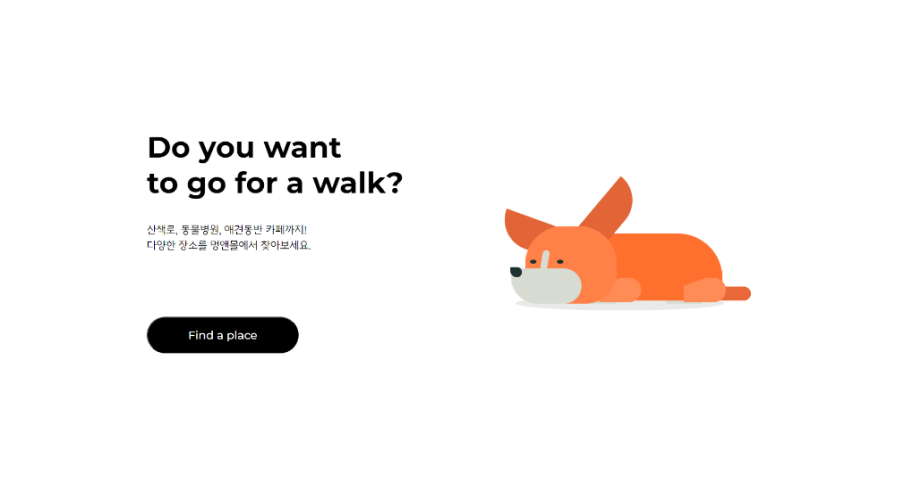 Do you want
to go for a walk?
산책로, 동물병원, 애견동반 카페까지!
다양한 장소를 멍앤몰에서 찾아보세요.
Find a place